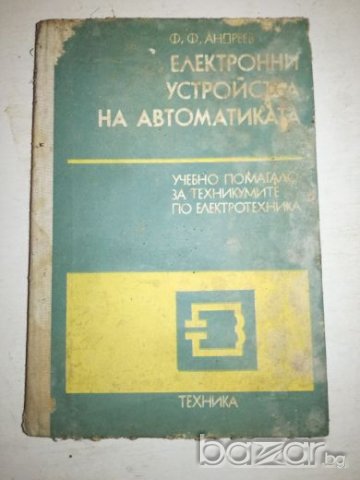 Ф. Ф. АНДРЕЕВ
ЕЛЕКТРОННИ
УСТРОЙСТВА
НА АВТОМАТИКАТА
УЧЕБНО ПОМАГАЛО
ЗА ТЕХНИКУМИТЕ
ПО ЕЛЕКТРОТЕХНИКА
ТЕХНИКА
bazar.bg